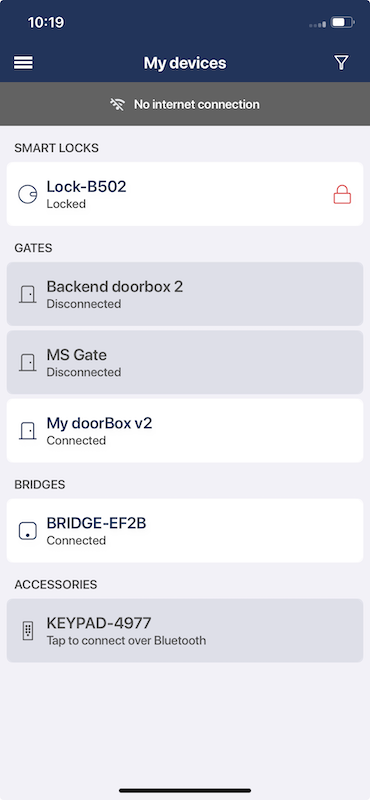 10:19
My devices
No internet connection
SMART LOCKS
Lock-B502
Locked
GATES
Backend doorbox 2
Disconnected
MS Gate
Disconnected
My doorBox v2
Connected
BRIDGES
BRIDGE-EF2B
Connected
ACCESSORIES
KEYPAD-4977
Tap to connect over Bluetooth